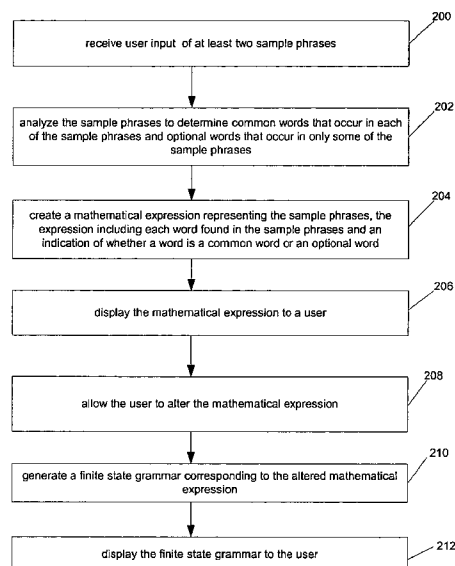 200
receive user input of at least two sample phrases
202
analyze the sample phrases to determine common words that occur in each
of the sample phrases and optional words that occur in only some of the
sample phrases
204
create a mathematical expression representing the sample phrases, the
expression including each word found in the sample phrases and an
indication of whether a word is a common word or an optional word
206
display the mathematical expression to a user
208
allow the user to alter the mathematical expression
210
generate a finite state grammar corresponding to the altered mathematical
expression
display the finite state grammar to the user
212